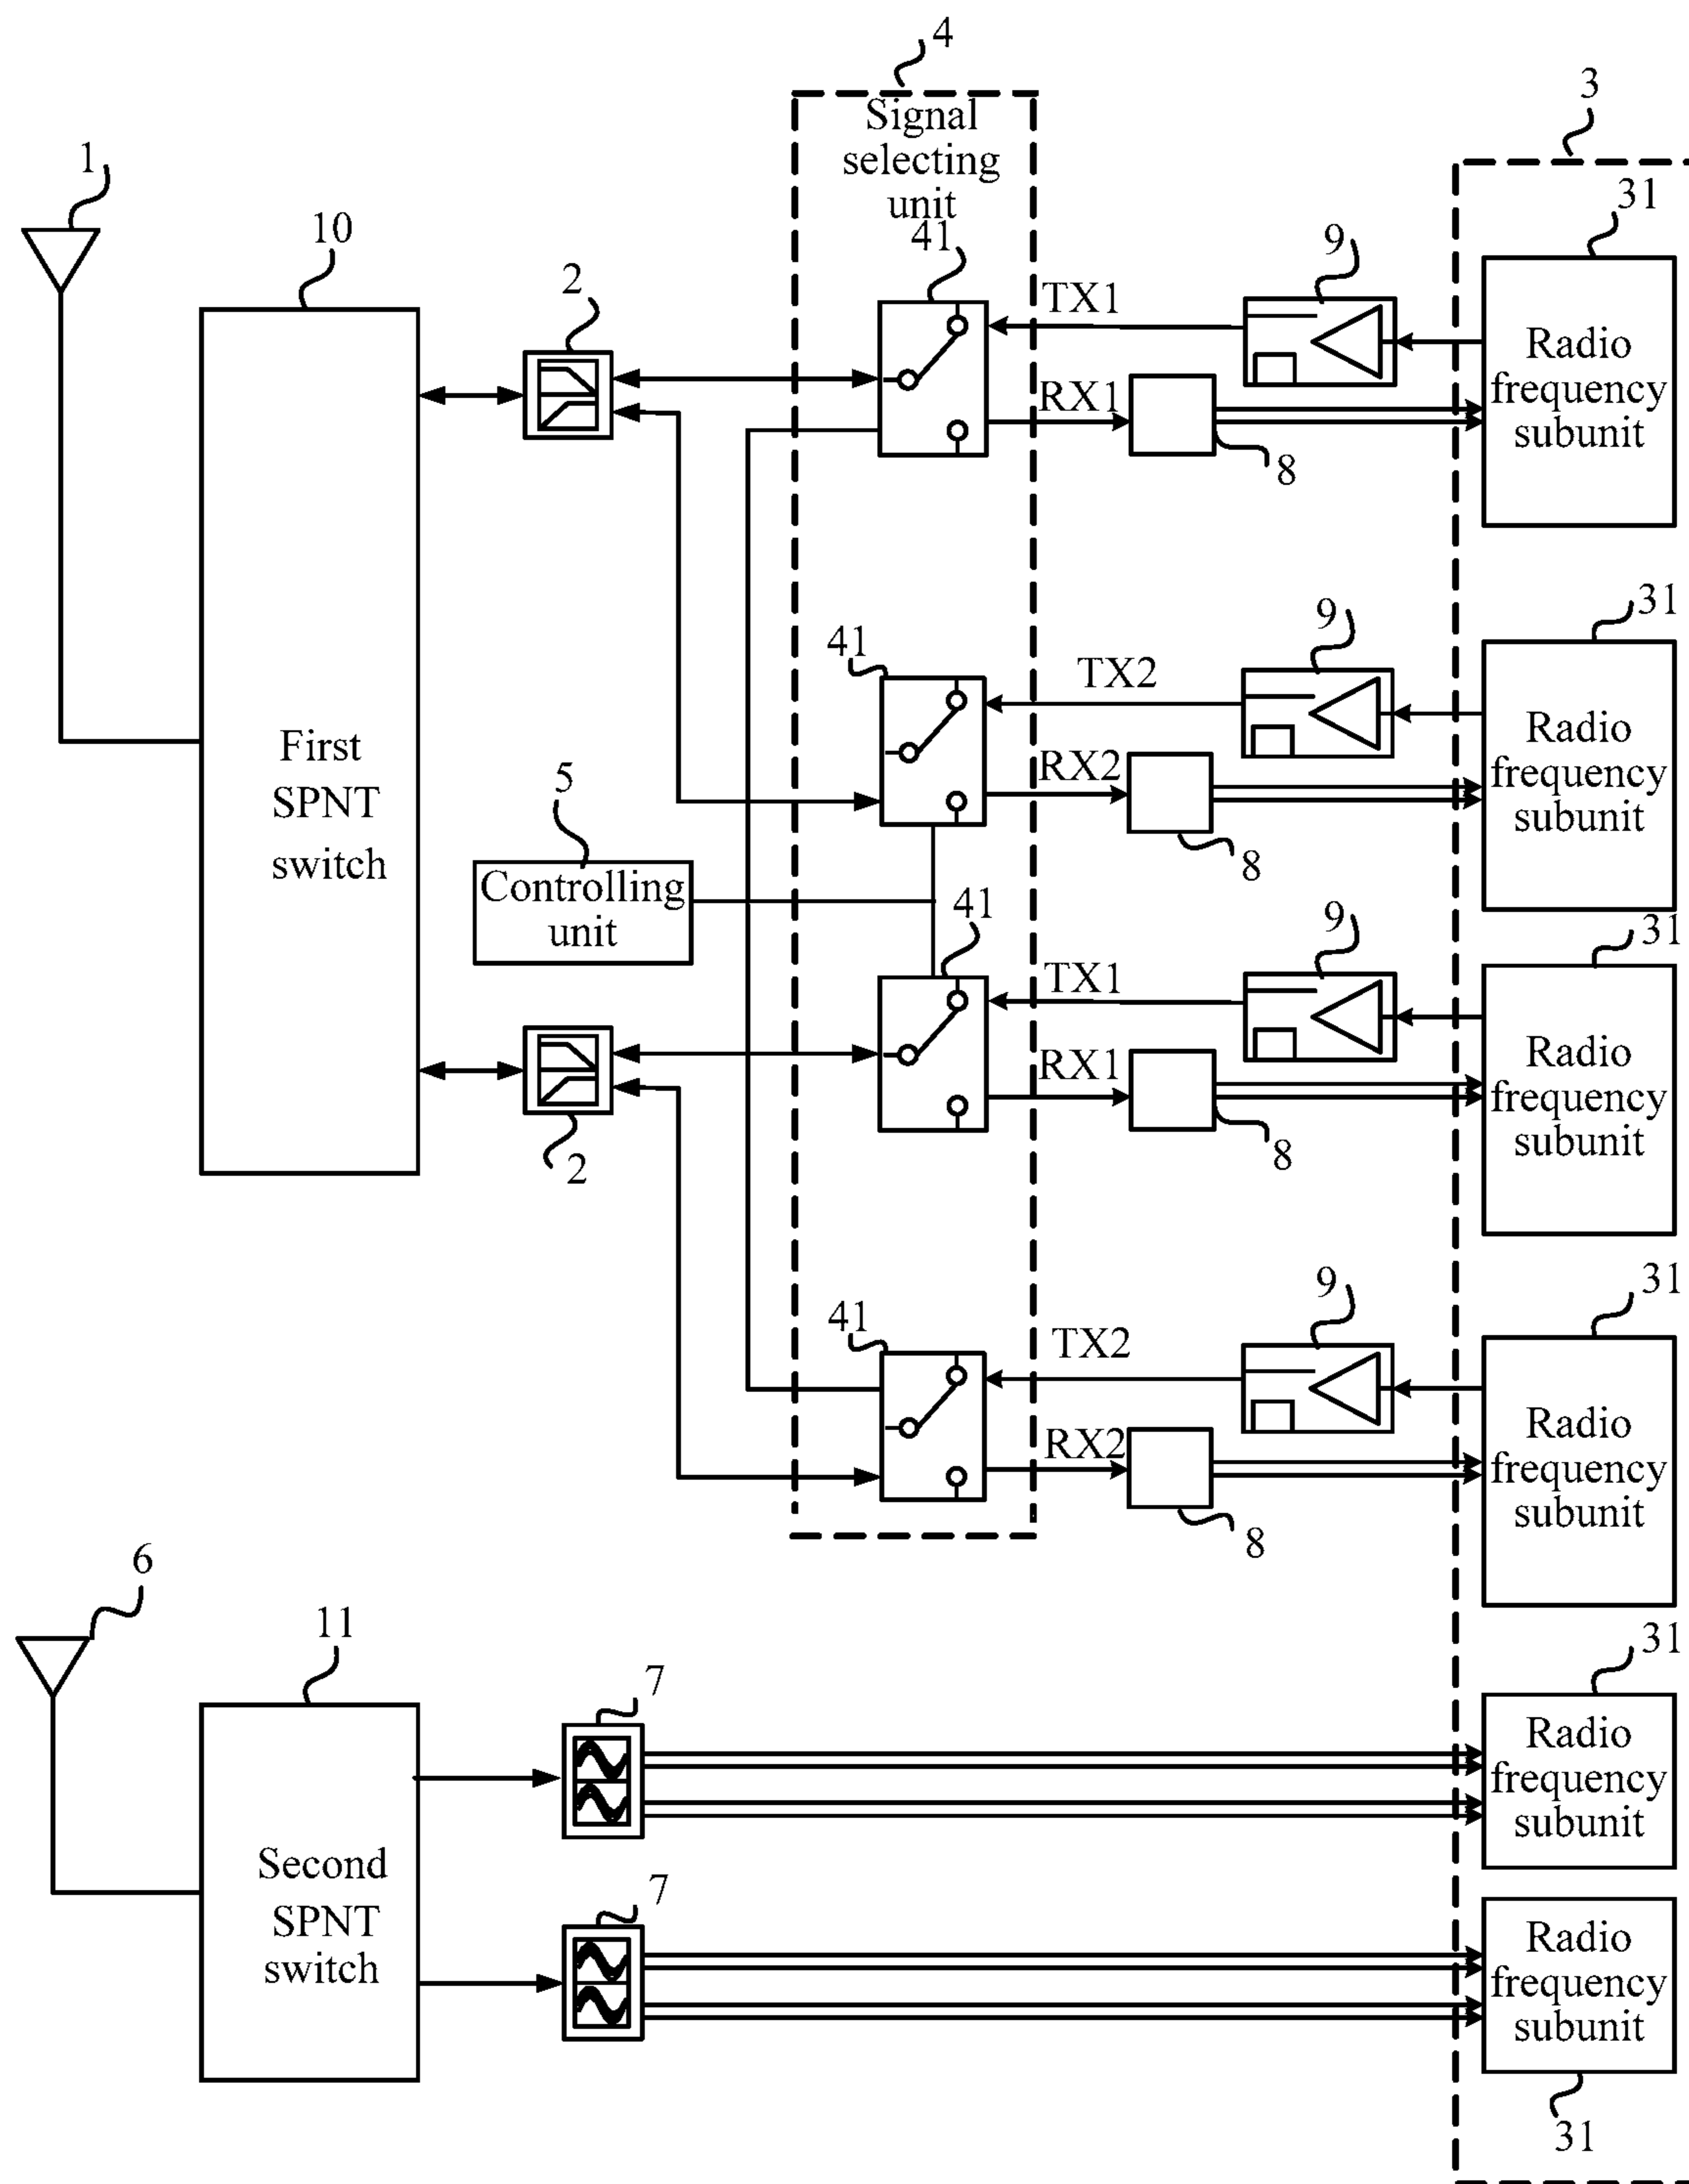 4
Signal
selecting
unit
3
1
10
2
41
TX1
RX1
9
8
31
Radio
frequency
subunit
41
TX2
RX2
9
8
31
Radio
frequency
subunit
First
SPNT
switch
5
Controlling
unit
41
TX1
RX1
9
8
31
Radio
frequency
subunit
2
41
TX2
RX2
9
8
31
Radio
frequency
subunit
6
11
Second
SPNT
switch
7
31
Radio
frequency
subunit
7
Radio
frequency
subunit
31